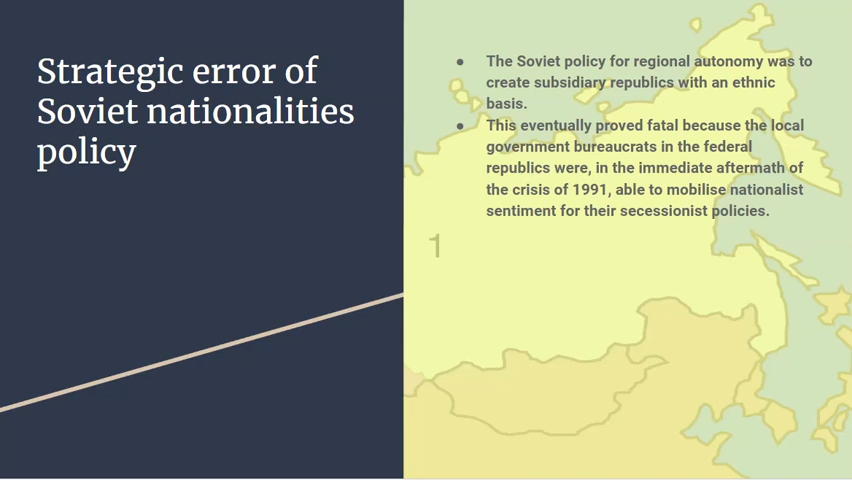 Strategic error of
Soviet nationalities
policy
● The Soviet policy for regional autonomy was to
create subsidiary republics with an ethnic
basis.
● This eventually proved fatal because the local
government bureaucrats in the federal
republics were, in the immediate aftermath of
the crisis of 1991, able to mobilise nationalist
sentiment for their secessionist policies.
1